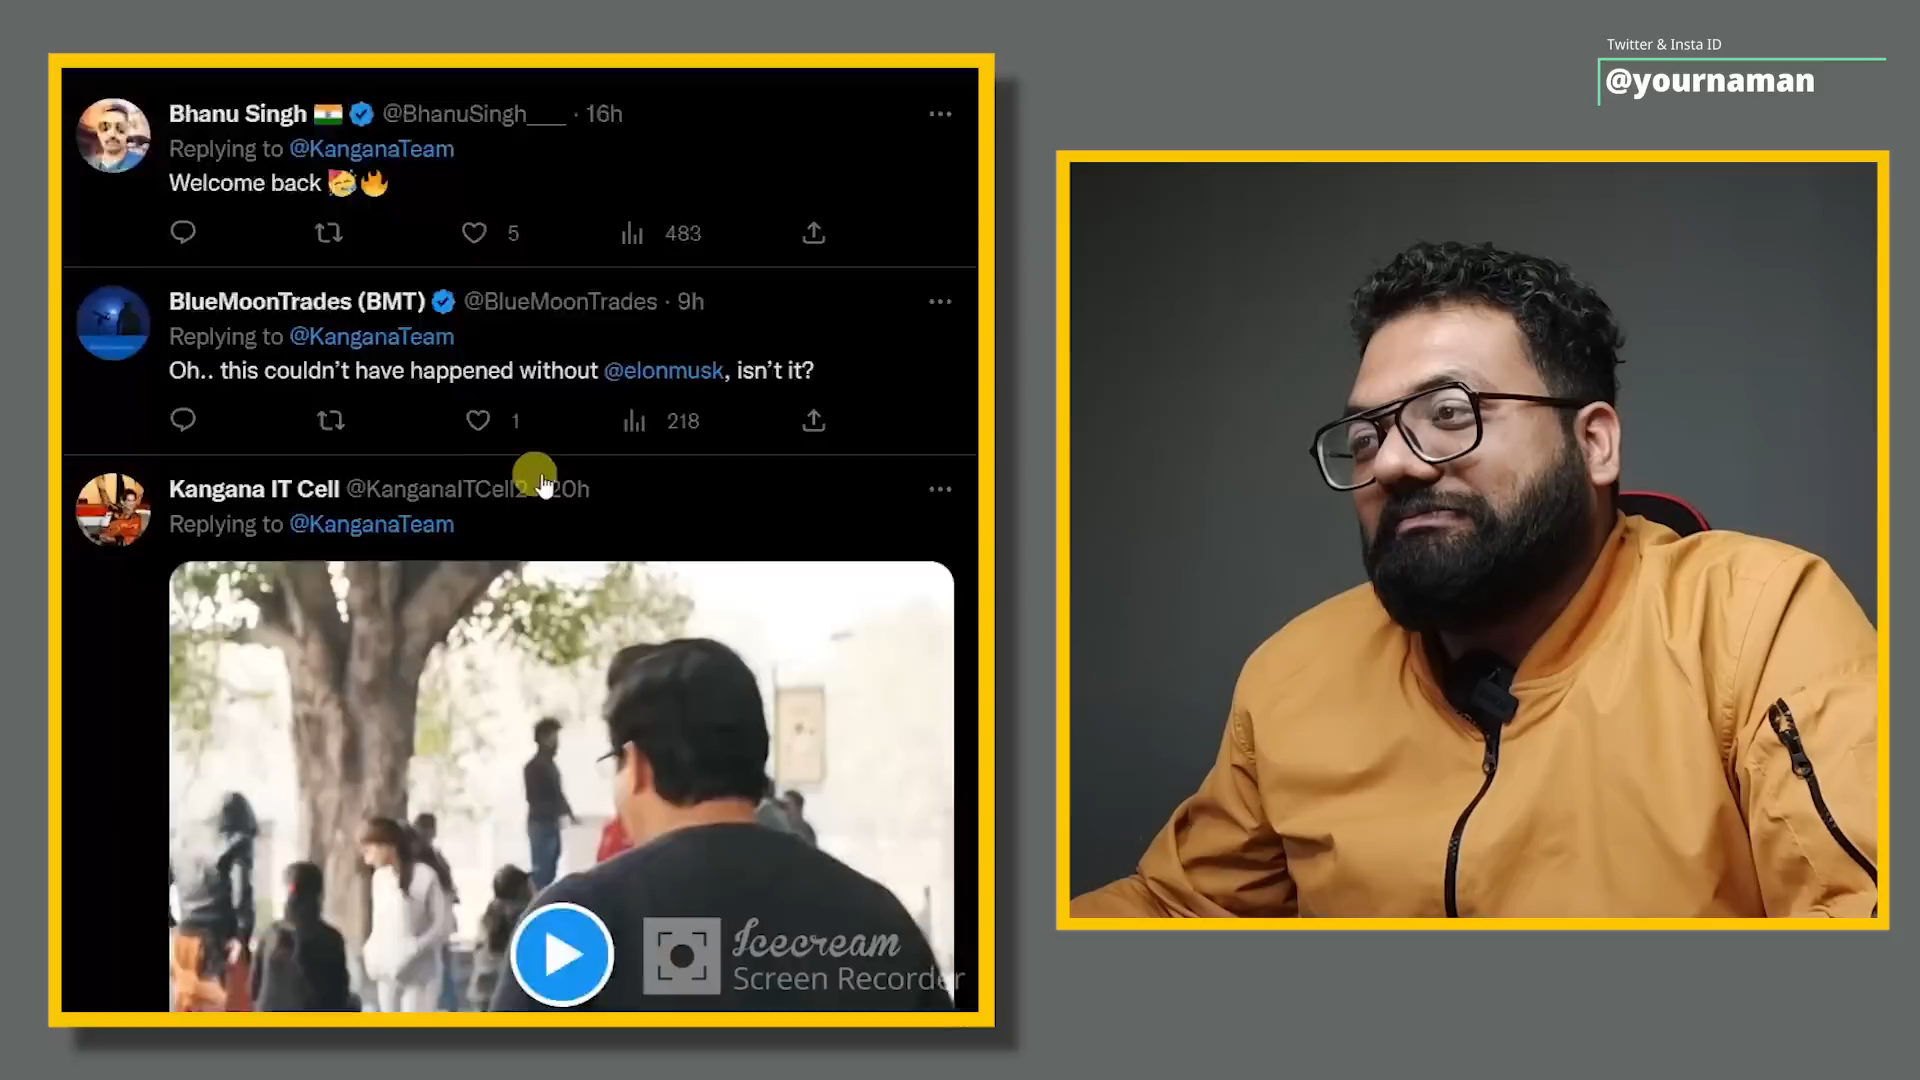 Twitter & Insta ID
@yournaman
Bhanu Singh 🇮🇳 @BhanuSingh___ · 16h
Replying to @KanganaTeam
Welcome back 🥳🔥
5 483
BlueMoonTrades (BMT) @BlueMoonTrades · 9h
Replying to @KanganaTeam
Oh.. this couldn't have happened without @elonmusk, isn't it?
1 218
Kangana IT Cell @KanganaITCell2 · 20h
Replying to @KanganaTeam
Icecream
Screen Recorder